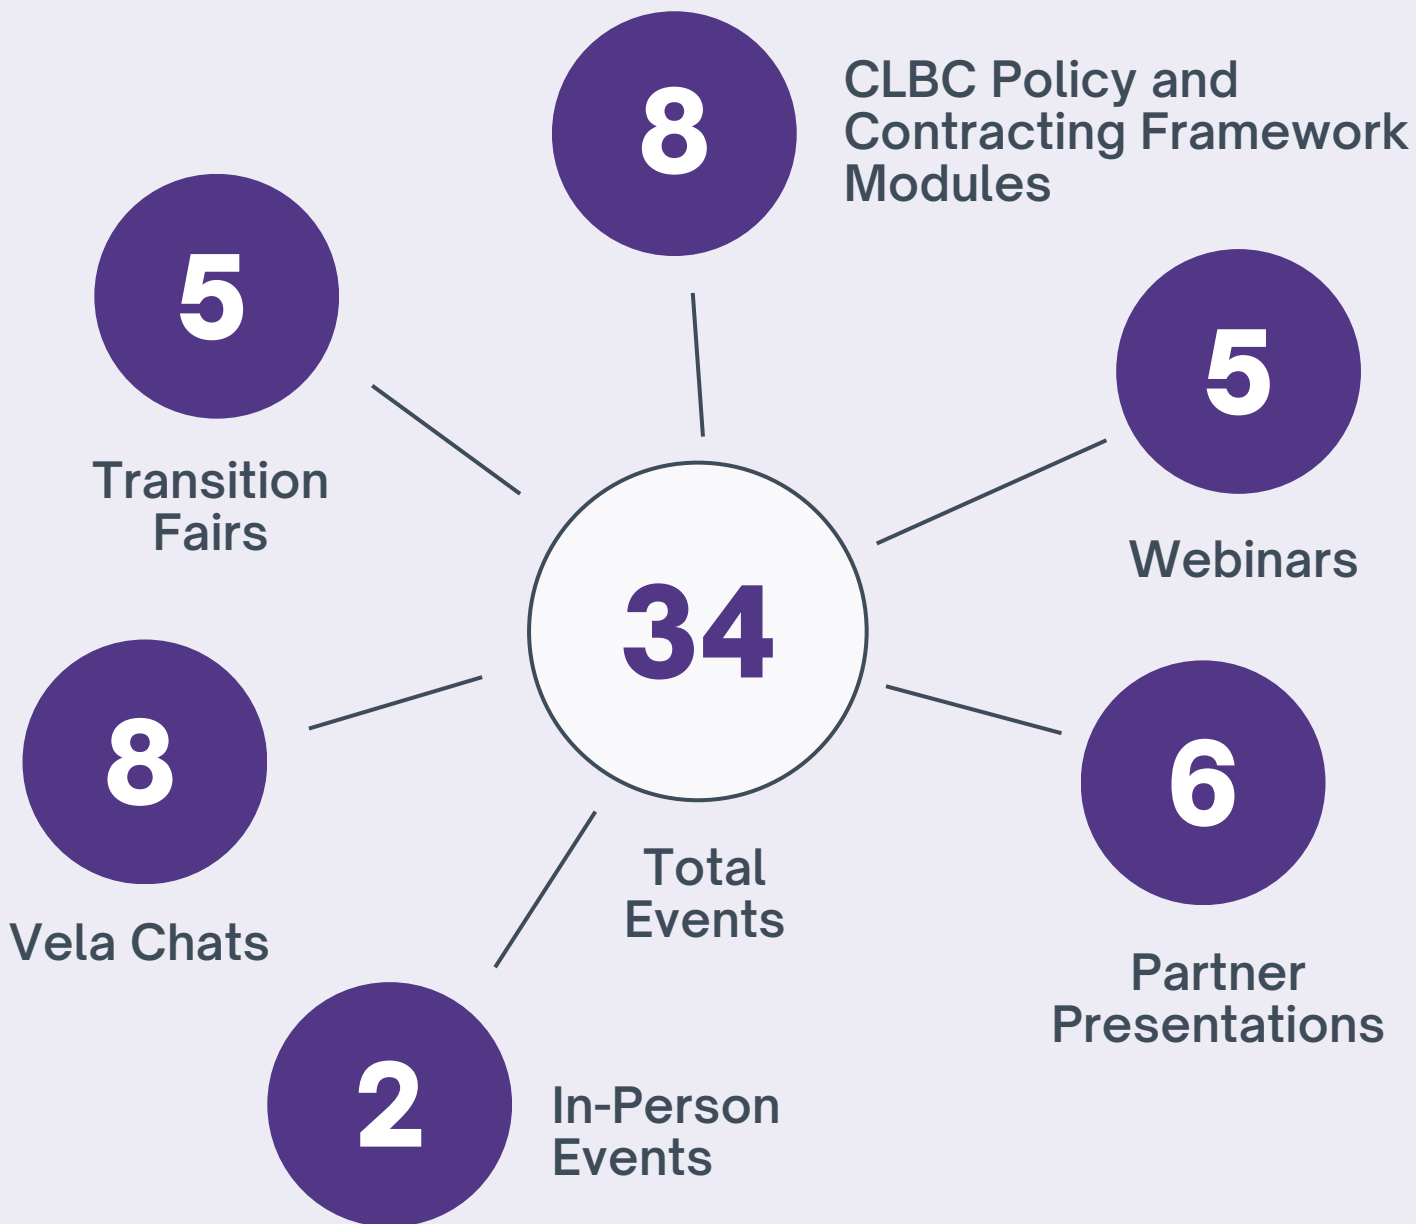 8
CLBC Policy and
Contracting Framework
Modules
5
Transition
Fairs
5
Webinars
34
Total
Events
8
Vela Chats
6
Partner
Presentations
2
In-Person
Events